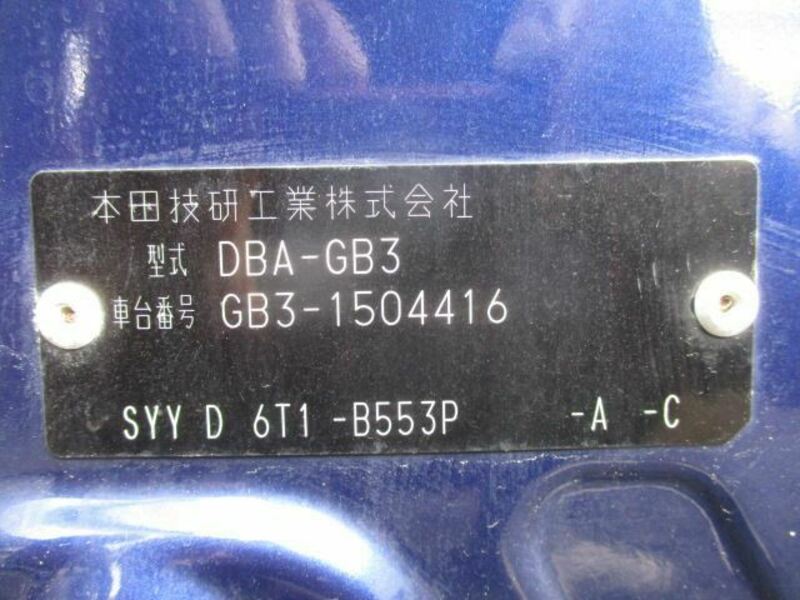 本田技研工業株式会社
型式 DBA-GB3
車台番号 GB3-1504416
SYY D 6T1 -B553P -A -C